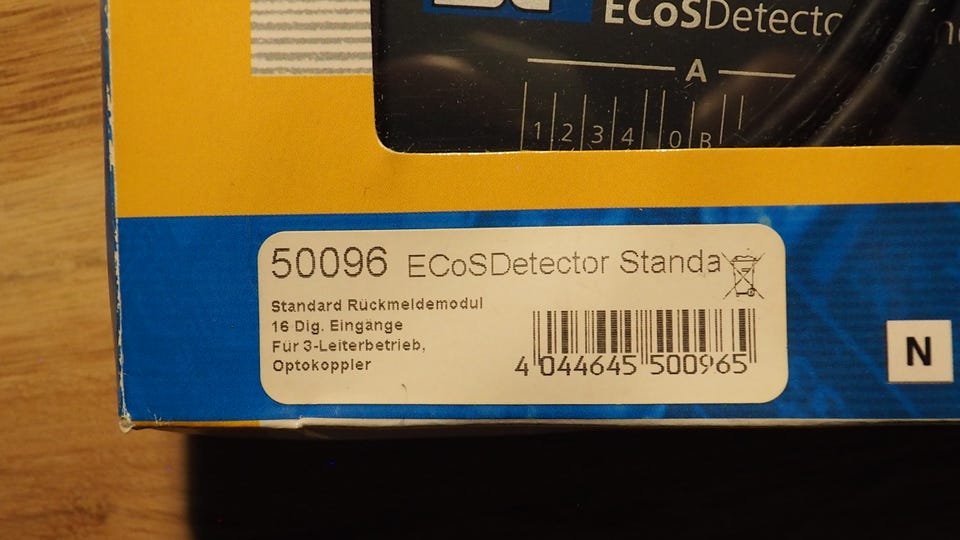 ECoSDetecto
A
1 2 3 4 0 B
50096 ECoSDetector Standa
Standard Rückmeldemodul
16 Dig. Eingänge
Für 3-Leiterbetrieb,
Optokoppler
4 044645 500965
N